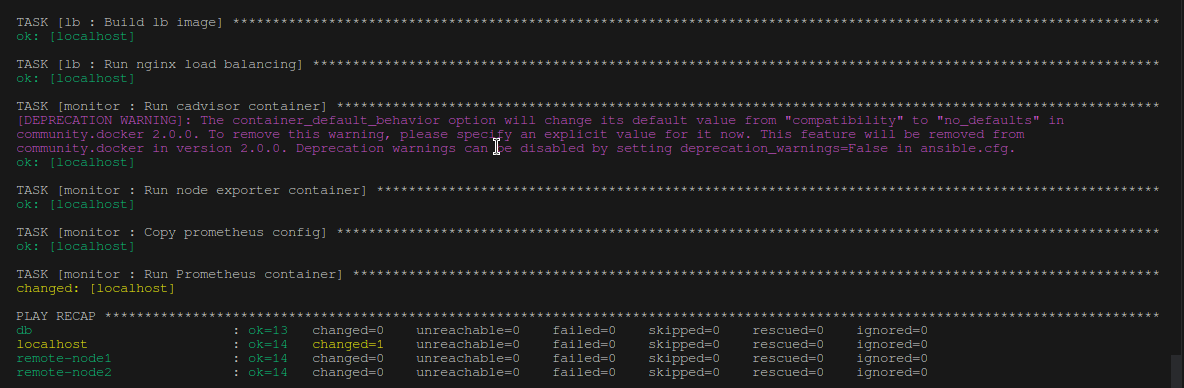 TASK [lb : Build lb image] ********************************************************************************************************************
ok: [localhost]
TASK [lb : Run nginx load balancing] **********************************************************************************************************
ok: [localhost]
TASK [monitor : Run cadvisor container] *******************************************************************************************************
[DEPRECATION WARNING]: The container_default_behavior option will change its default value from "compatibility" to "no_defaults" in
community.docker 2.0.0. To remove this warning, please specify an explicit value for it now. This feature will be removed from
community.docker in version 2.0.0. Deprecation warnings can be disabled by setting deprecation_warnings=False in ansible.cfg.
ok: [localhost]
TASK [monitor : Run node exporter container] **************************************************************************************************
ok: [localhost]
TASK [monitor : Copy prometheus config] *******************************************************************************************************
ok: [localhost]
TASK [monitor : Run Prometheus container] *****************************************************************************************************
changed: [localhost]
PLAY RECAP ************************************************************************************************************************************
db                         : ok=13   changed=0    unreachable=0    failed=0    skipped=0    rescued=0    ignored=0
localhost                  : ok=14   changed=1    unreachable=0    failed=0    skipped=0    rescued=0    ignored=0
remote-node1               : ok=14   changed=0    unreachable=0    failed=0    skipped=0    rescued=0    ignored=0
remote-node2               : ok=14   changed=0    unreachable=0    failed=0    skipped=0    rescued=0    ignored=0